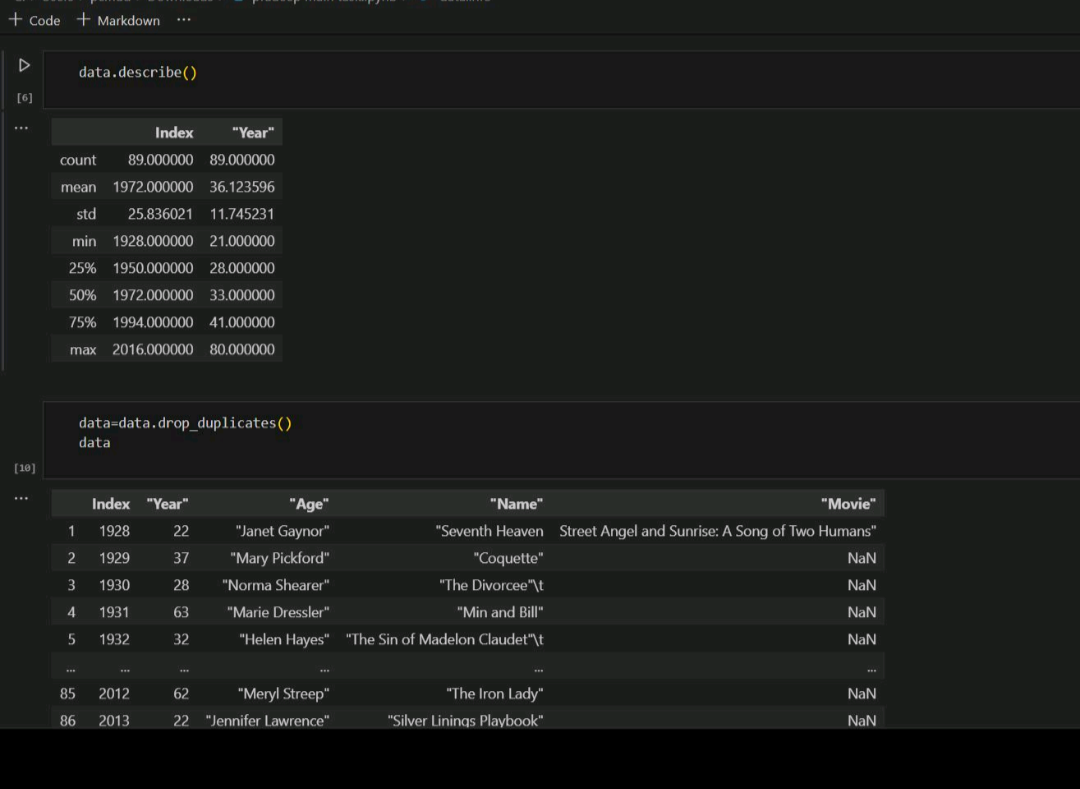 + Code + Markdown ...
data.describe()
[6]
... Index "Year"
count 89.000000 89.000000
mean 1972.000000 36.123596
std 25.836021 11.745231
min 1928.000000 21.000000
25% 1950.000000 28.000000
50% 1972.000000 33.000000
75% 1994.000000 41.000000
max 2016.000000 80.000000
data=data.drop_duplicates()
data
[10]
... Index "Year" "Age" "Name" "Movie"
1 1928 22 "Janet Gaynor" "Seventh Heaven Street Angel and Sunrise: A Song of Two Humans"
2 1929 37 "Mary Pickford" "Coquette" NaN
3 1930 28 "Norma Shearer" "The Divorcee"\t NaN
4 1931 63 "Marie Dressler" "Min and Bill" NaN
5 1932 32 "Helen Hayes" "The Sin of Madelon Claudet"\t NaN
... ... ... ... ... ...
85 2012 62 "Meryl Streep" "The Iron Lady" NaN
86 2013 22 "Jennifer Lawrence" "Silver Linings Playbook" NaN